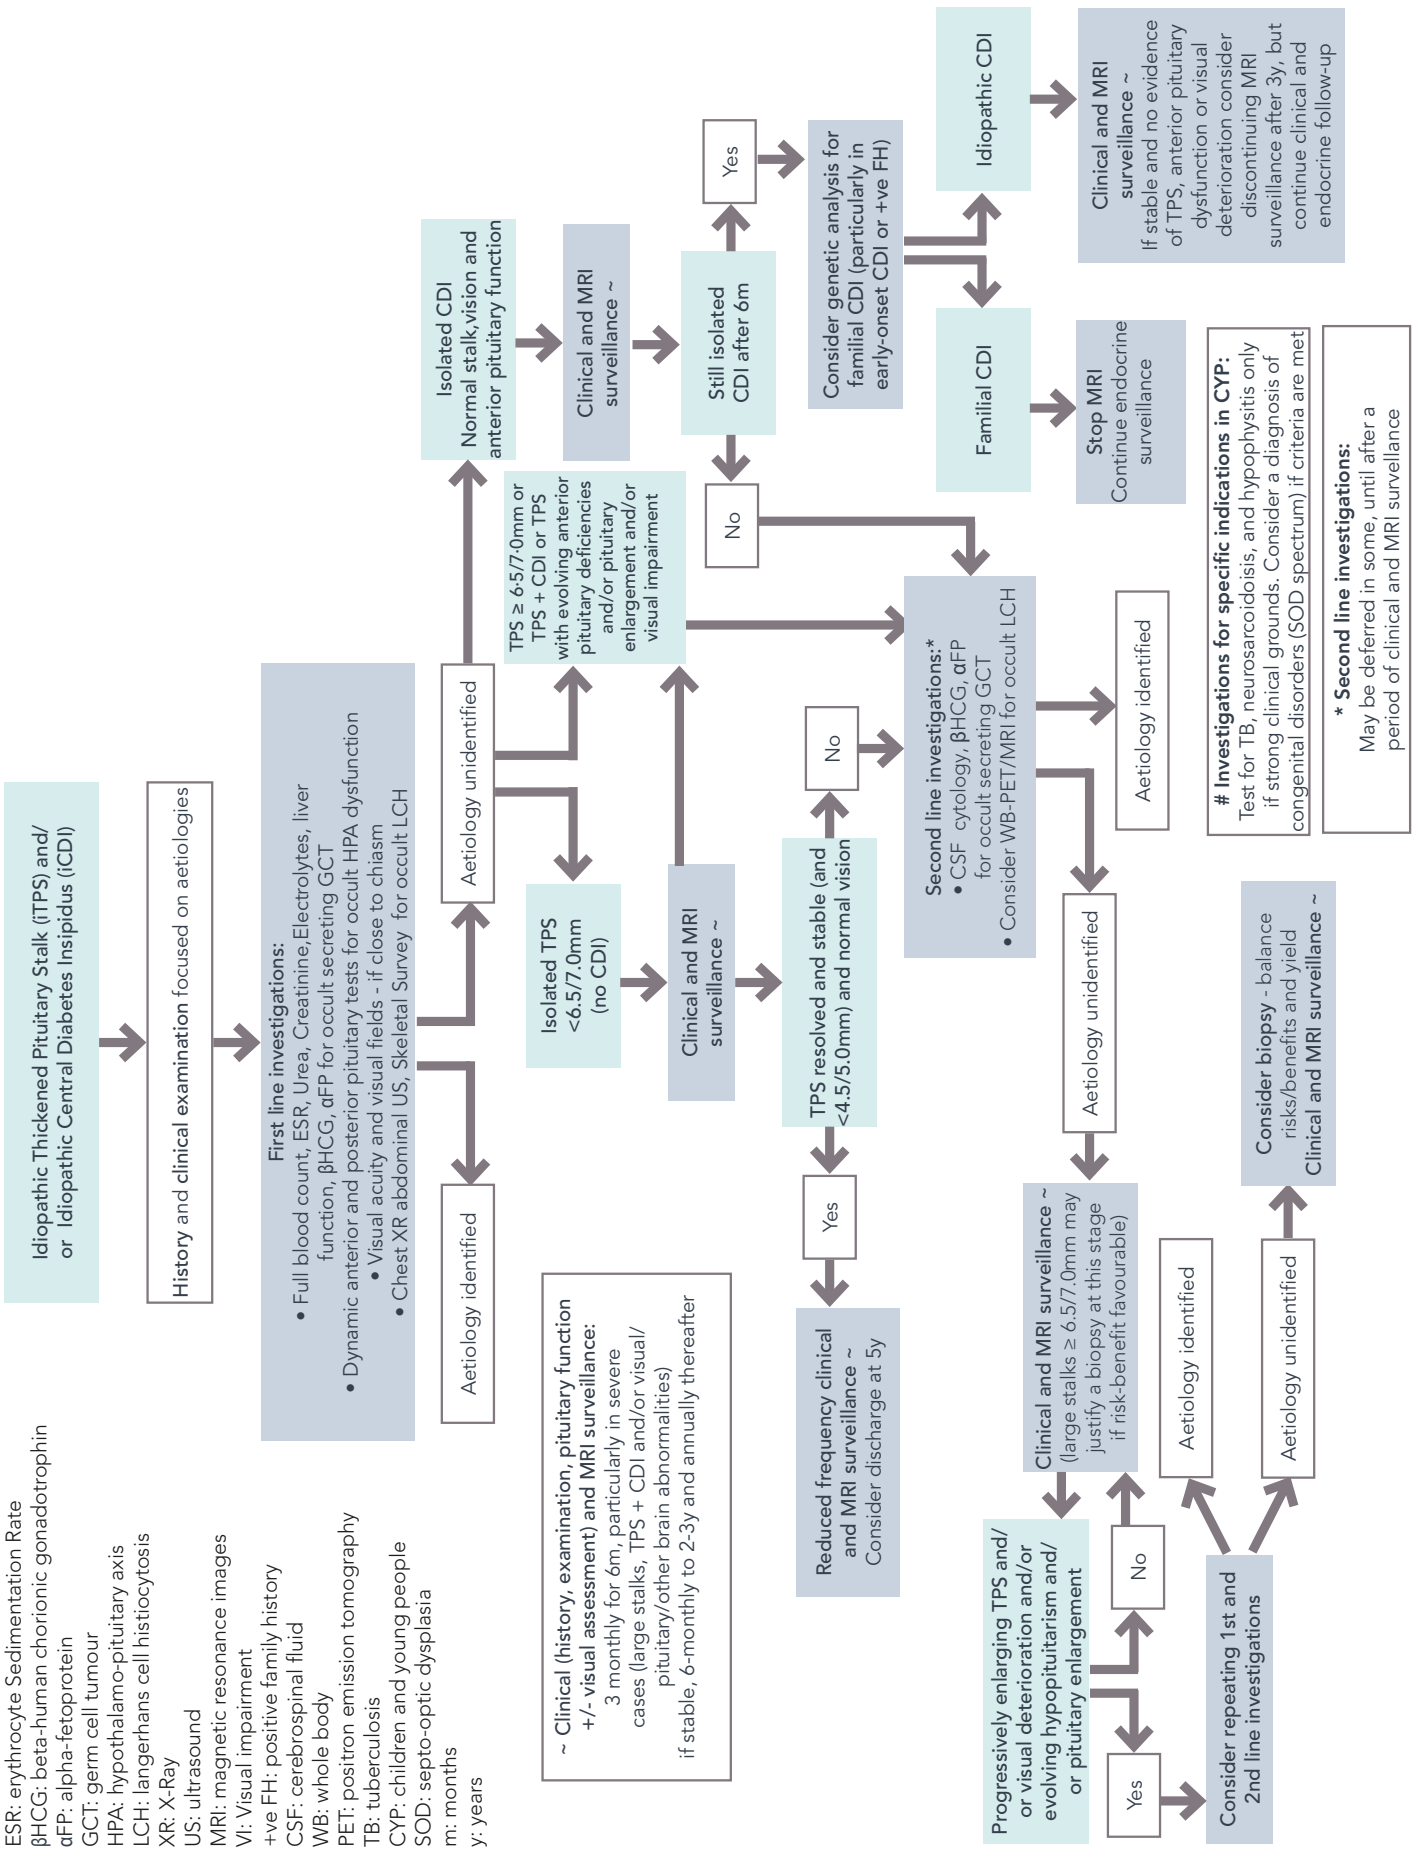 Idiopathic Thickened Pituitary Stalk (iTPS) and/
or Idiopathic Central Diabetes Insipidus (iCDI)
History and clinical examination focused on aetiologies
First line investigations:
• Full blood count, ESR, Urea, Creatinine,Electrolytes, liver
function, βHCG, αFP for occult secreting GCT
• Dynamic anterior and posterior pituitary tests for occult HPA dysfunction
• Visual acuity and visual fields - if close to chiasm
• Chest XR abdominal US, Skeletal Survey for occult LCH
Aetiology identified
Aetiology unidentified
Isolated TPS
<6.5/7.0mm
(no CDI)
TPS ≥ 6·5/7·0mm or
TPS + CDI or TPS
with evolving anterior
pituitary deficiencies
and/or pituitary
enlargement and/or
visual impairment
Isolated CDI
Normal stalk,vision and
anterior pituitary function
Clinical and MRI
surveillance ~
Clinical and MRI
surveillance ~
Still isolated
CDI after 6m
No
Yes
TPS resolved and stable (and
<4.5/5.0mm) and normal vision
Yes
No
Reduced frequency clinical
and MRI surveillance ~
Consider discharge at 5y
Second line investigations:*
• CSF cytology, βHCG, αFP
for occult secreting GCT
• Consider WB-PET/MRI for occult LCH
Consider genetic analysis for
familial CDI (particularly in
early-onset CDI or +ve FH)
Familial CDI
Idiopathic CDI
Stop MRI
Continue endocrine
surveillance
Clinical and MRI
surveillance ~
If stable and no evidence
of TPS, anterior pituitary
dysfunction or visual
deterioration consider
discontinuing MRI
surveillance after 3y, but
continue clinical and
endocrine follow-up
Aetiology unidentified
Aetiology identified
Clinical and MRI surveillance ~
(large stalks ≥ 6.5/7.0mm may
justify a biopsy at this stage
if risk-benefit favourable)
Progressively enlarging TPS and/
or visual deterioration and/or
evolving hypopituitarism and/
or pituitary enlargement
Yes
No
Consider repeating 1st and
2nd line investigations
Aetiology identified
Aetiology unidentified
Consider biopsy - balance
risks/benefits and yield
Clinical and MRI surveillance ~
# Investigations for specific indications in CYP:
Test for TB, neurosarcoidoisis, and hypophysitis only
if strong clinical grounds. Consider a diagnosis of
congenital disorders (SOD spectrum) if criteria are met
* Second line investigations:
May be deferred in some, until after a
period of clinical and MRI survellance
~ Clinical (history, examination, pituitary function
+/- visual assessment) and MRI surveillance:
3 monthly for 6m, particularly in severe
cases (large stalks, TPS + CDI and/or visual/
pituitary/other brain abnormalities)
if stable, 6-monthly to 2-3y and annually thereafter
ESR: erythrocyte Sedimentation Rate
βHCG: beta-human chorionic gonadotrophin
αFP: alpha-fetoprotein
GCT: germ cell tumour
HPA: hypothalamo-pituitary axis
LCH: langerhans cell histiocytosis
XR: X-Ray
US: ultrasound
MRI: magnetic resonance images
VI: Visual impairment
+ve FH: positive family history
CSF: cerebrospinal fluid
WB: whole body
PET: positron emission tomography
TB: tuberculosis
CYP: children and young people
SOD: septo-optic dysplasia
m: months
y: years